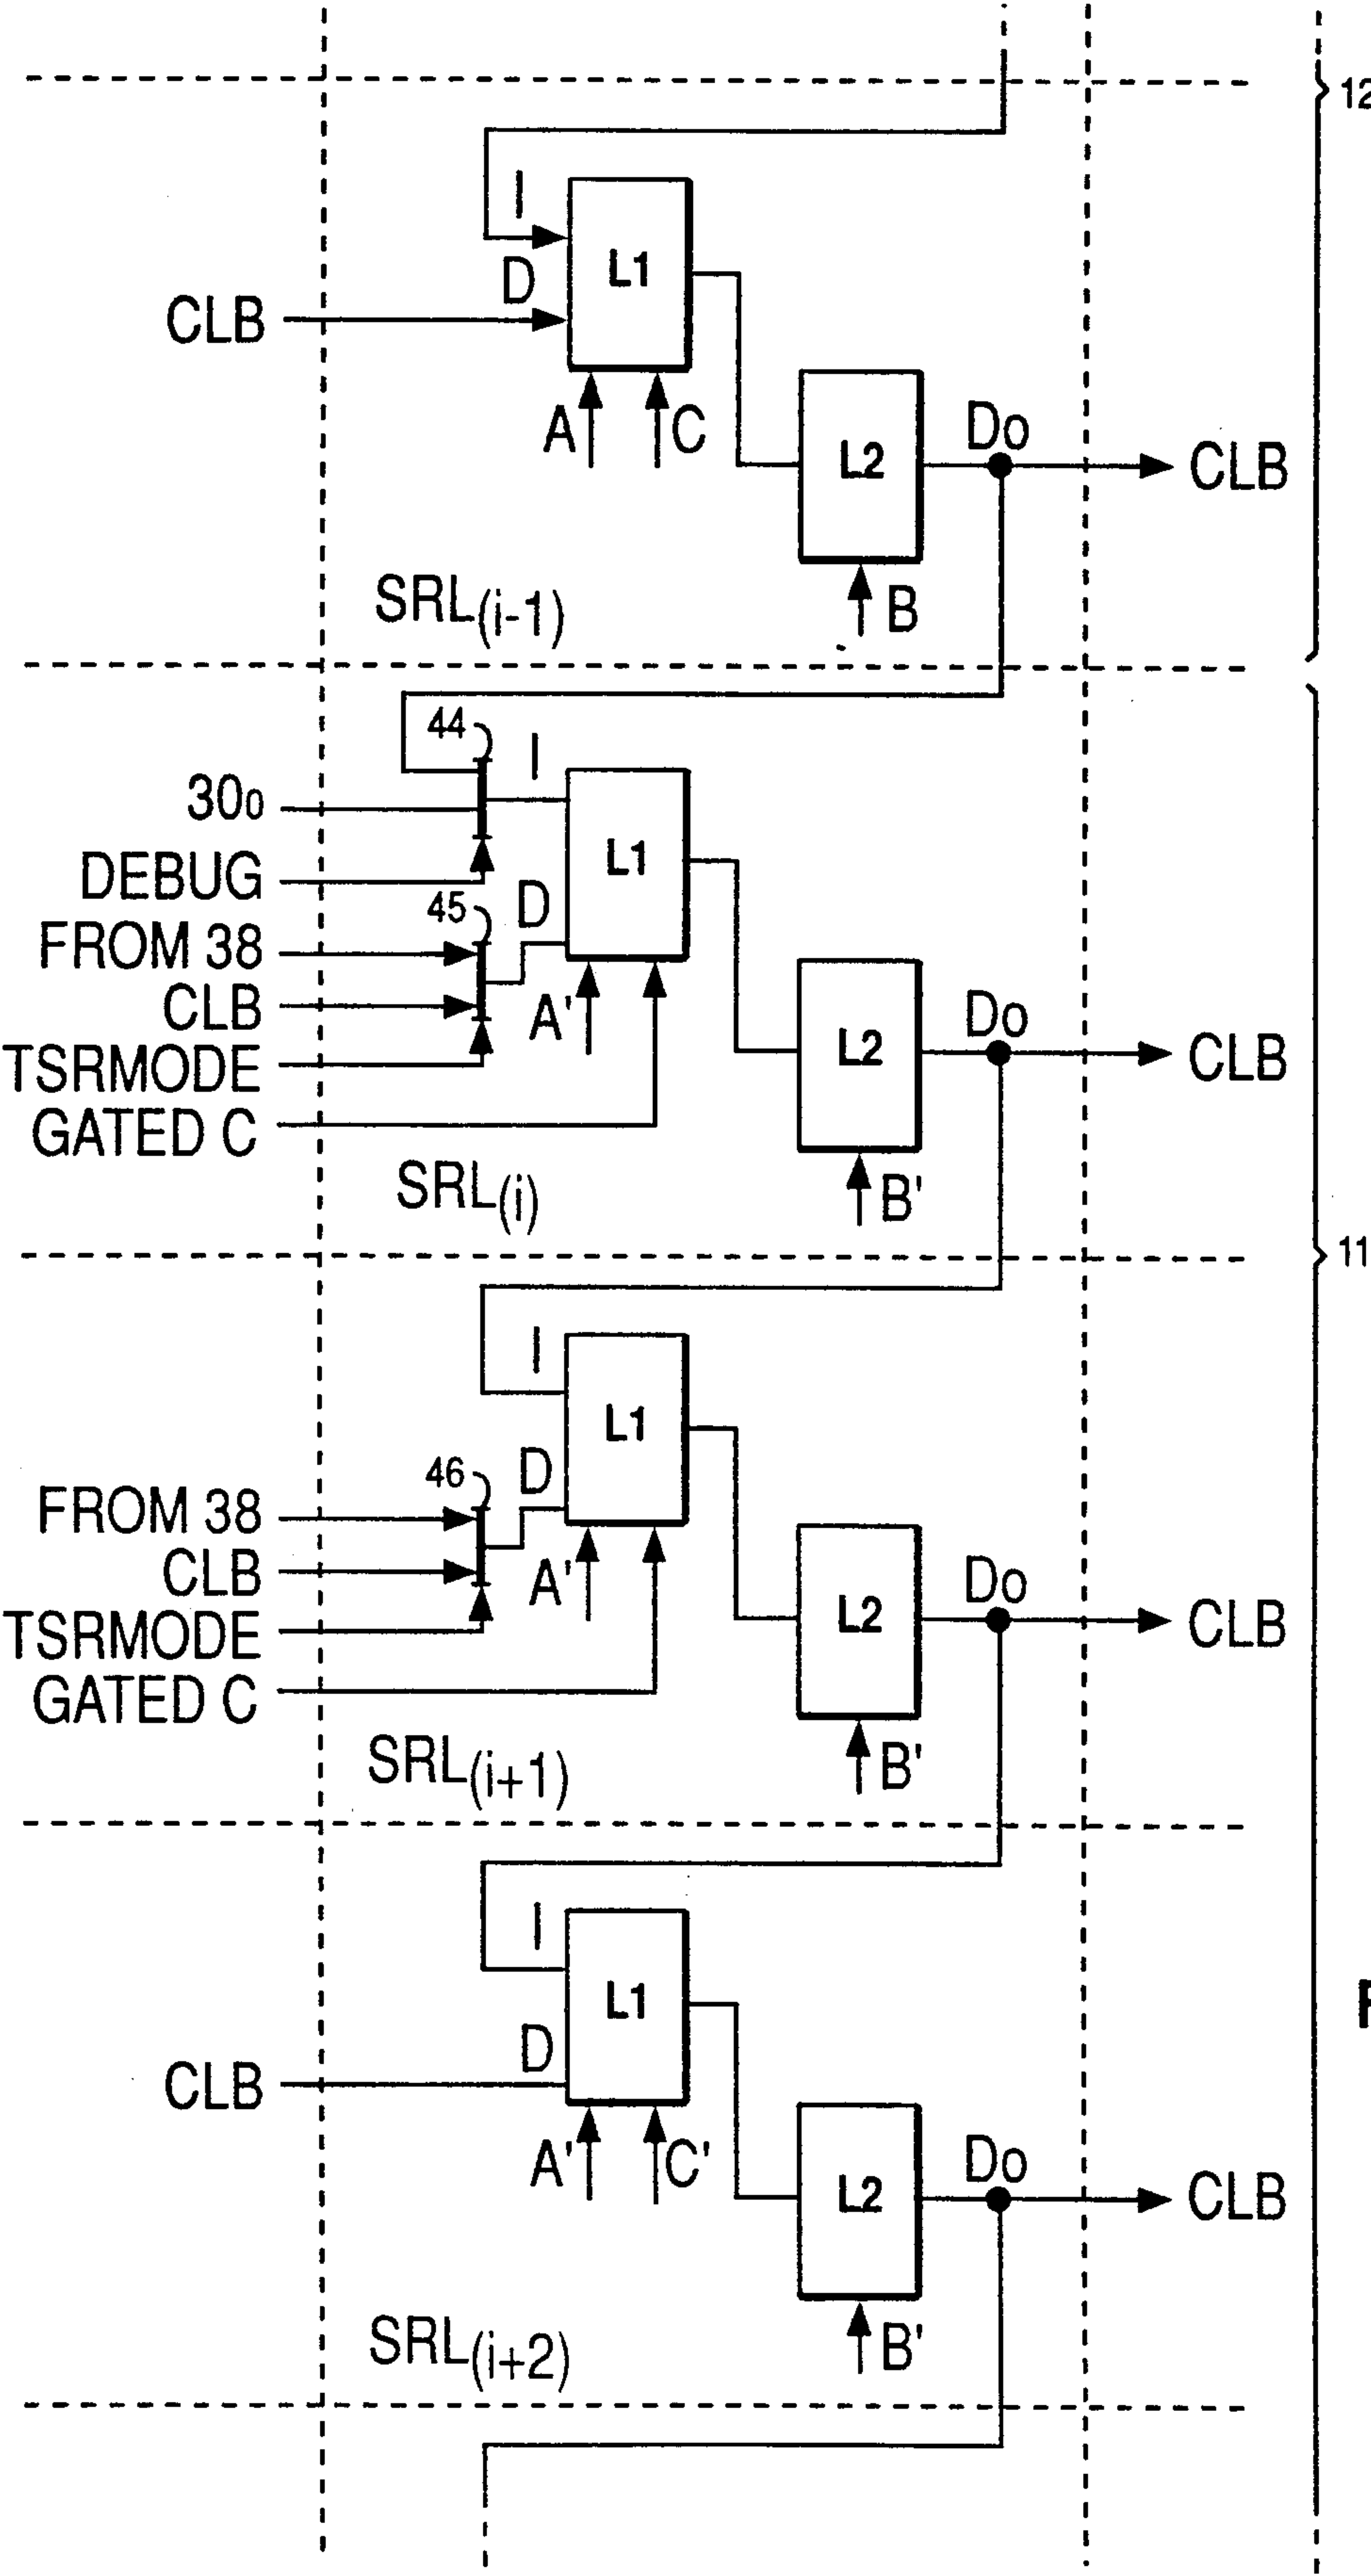 12
I
D
L1
CLB
A
C
Do
L2
CLB
B
SRL(i-1)
44
I
300
L1
DEBUG
45
D
FROM 38
CLB
A'
Do
L2
CLB
TSRMODE
GATED C
SRL(i)
B'
11
I
L1
46
D
FROM 38
CLB
A'
Do
L2
CLB
TSRMODE
GATED C
SRL(i+1)
B'
I
L1
D
CLB
A'
C'
Do
L2
CLB
B'
SRL(i+2)